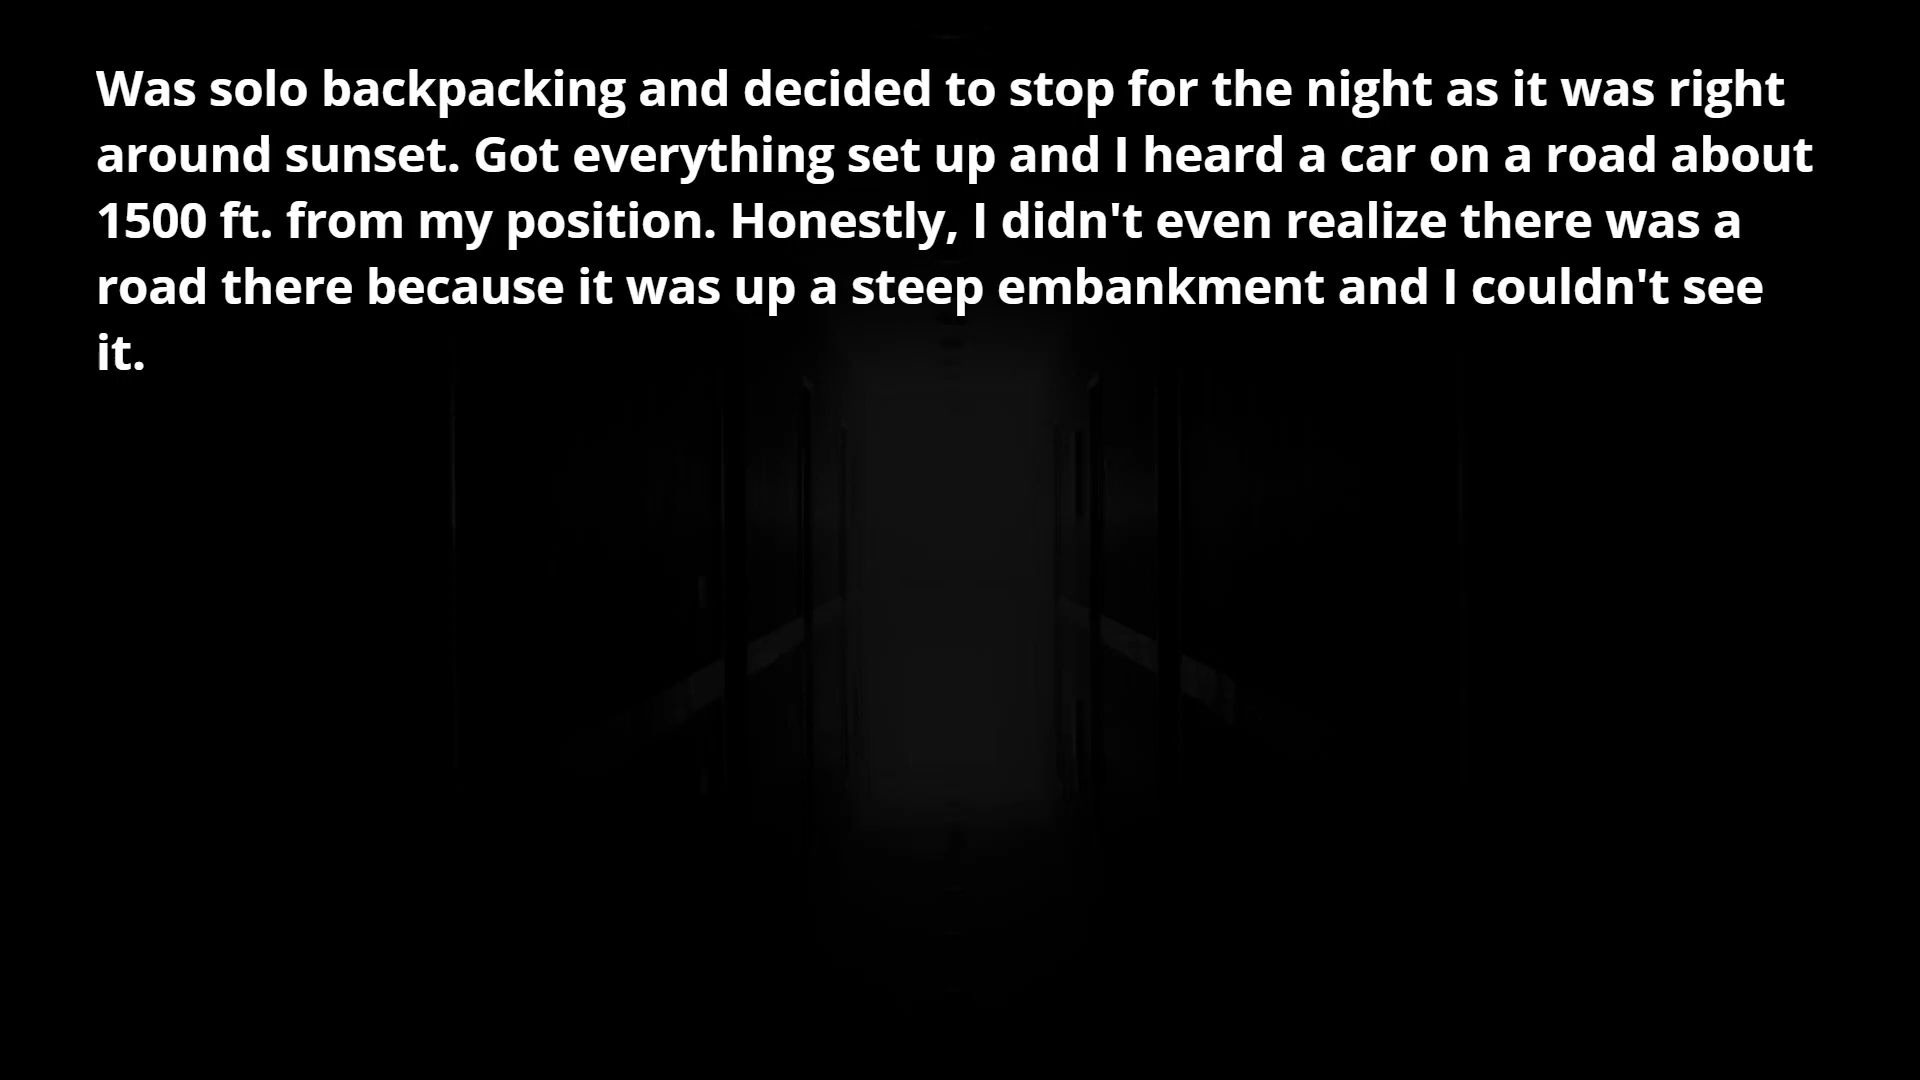 Was solo backpacking and decided to stop for the night as it was right
around sunset. Got everything set up and I heard a car on a road about
1500 ft. from my position. Honestly, I didn't even realize there was a
road there because it was up a steep embankment and I couldn't see
it.